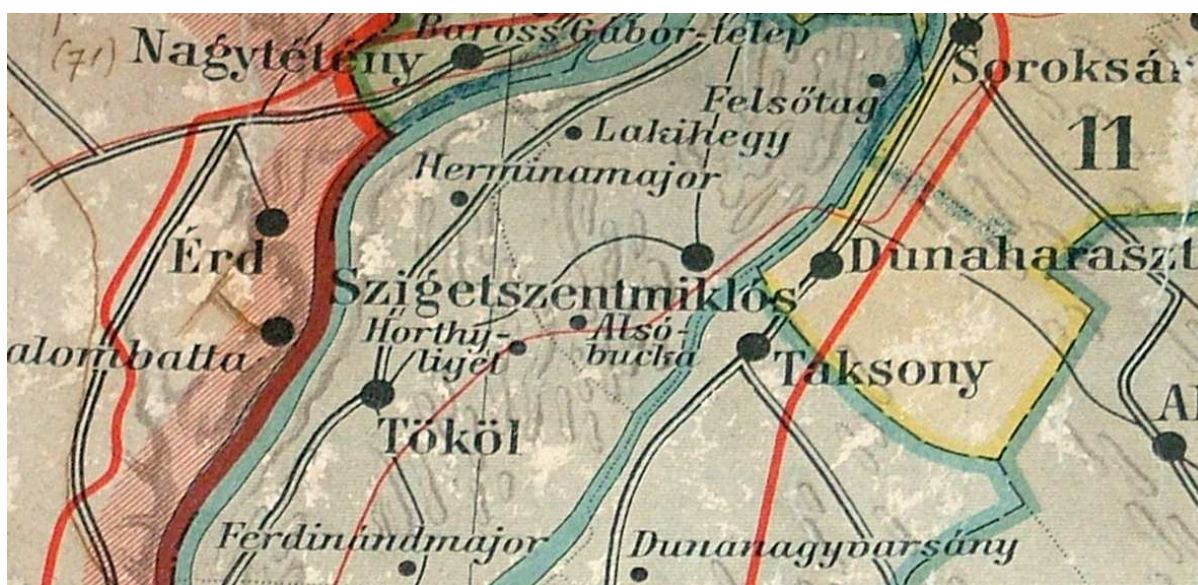 Baross Gábor-telep
Nagytétény
(71)
Soroksár
Felsőtag
Lakihegy
11
Herminamajor
Érd
Dunaharaszt
Szigetszentmiklós
Horthy-
liget
Alsó-
bucka
alombatta
Taksony
Tököl
Ferdinándmajor
Dunanagyvarsány